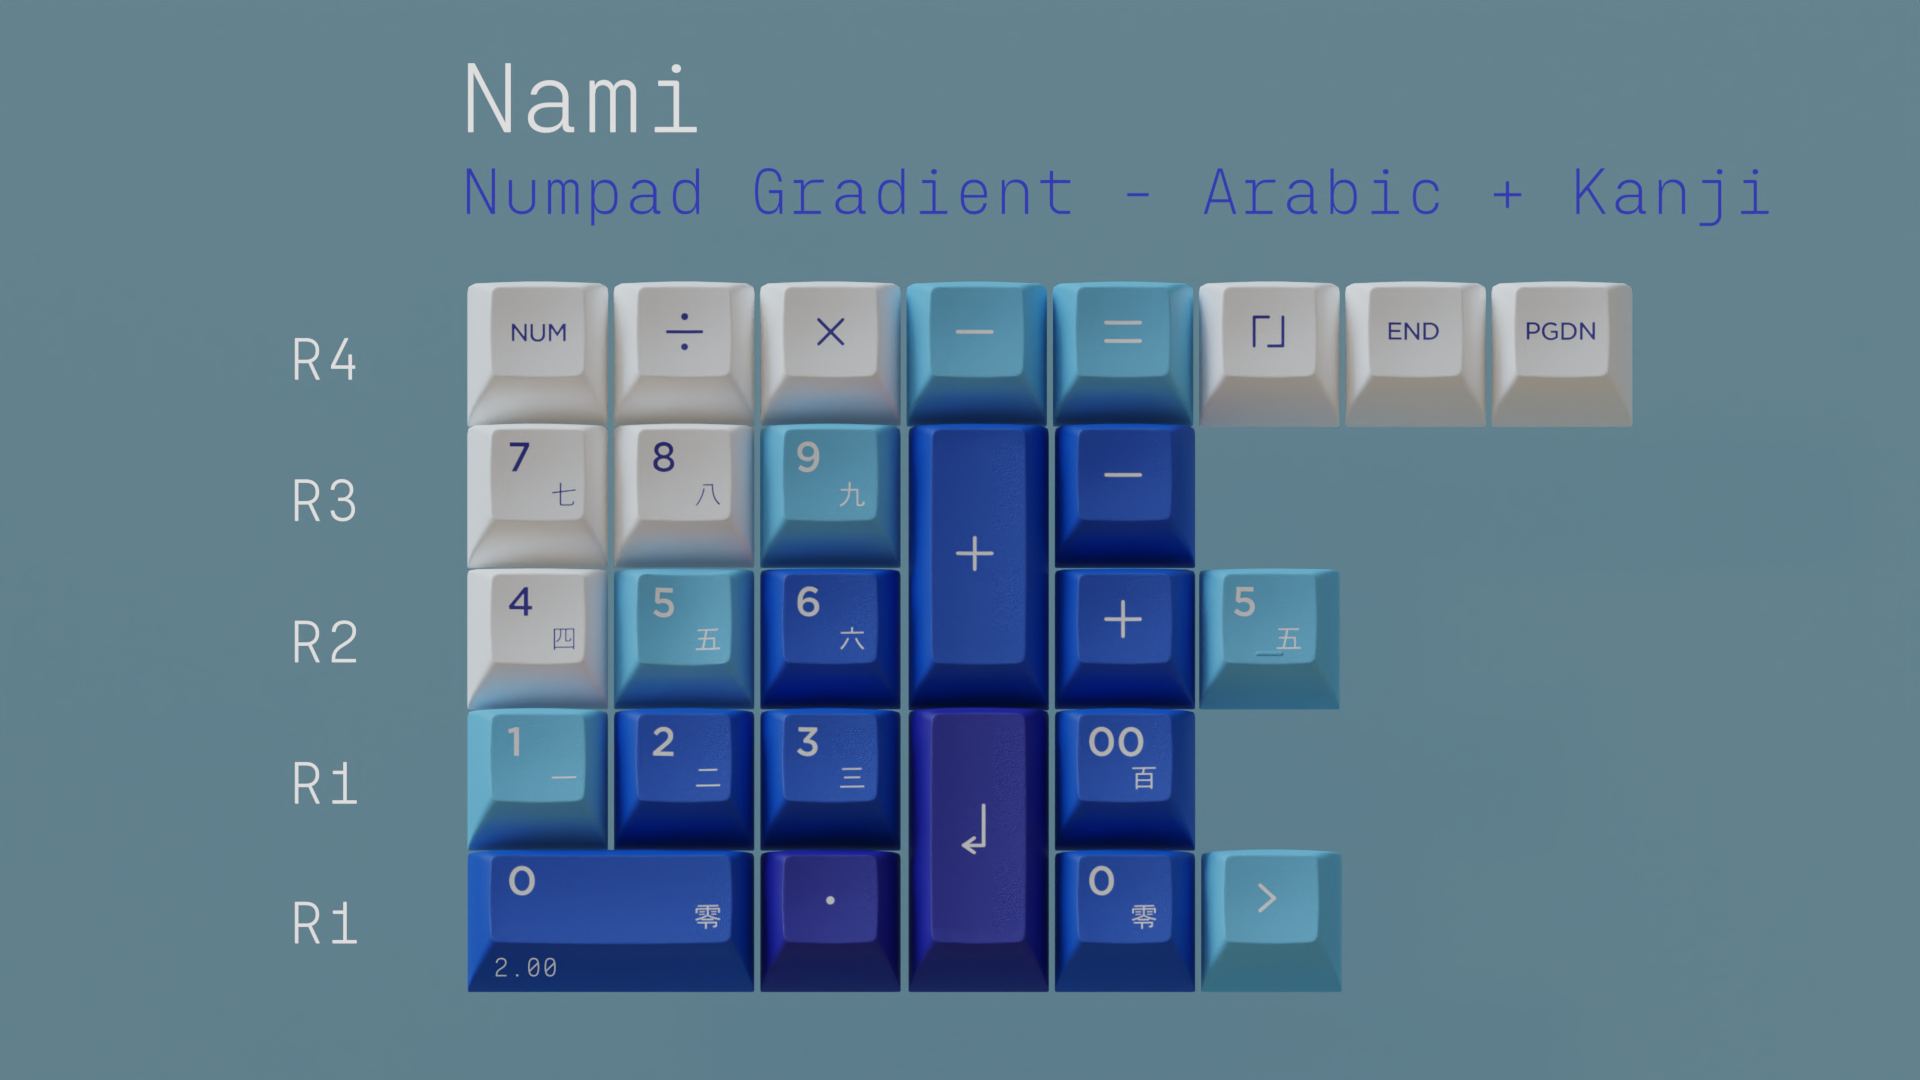 Nami
Numpad Gradient - Arabic + Kanji
R4 NUM ÷ × − = END PGDN
R3 7 七 8 八 9 九 + −
R2 4 四 5 五 6 六 + 5 五
R1 1 一 2 二 3 三 00 百
R1 0 零 2.00 . 0 零 >